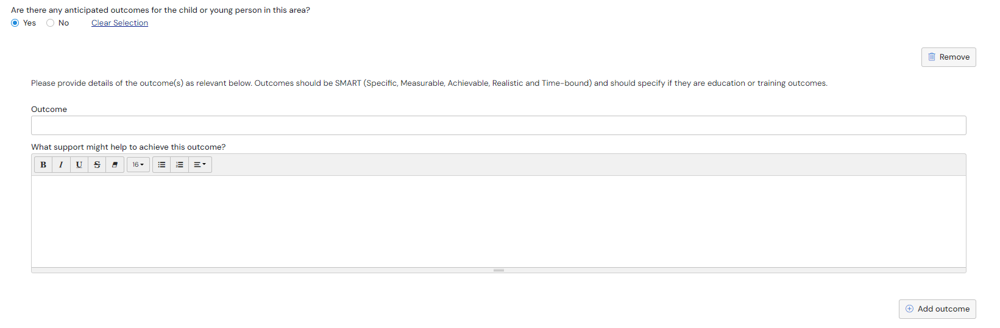 Are there any anticipated outcomes for the child or young person in this area?
Yes No Clear Selection
Remove
Please provide details of the outcome(s) as relevant below. Outcomes should be SMART (Specific, Measurable, Achievable, Realistic and Time-bound) and should specify if they are education or training outcomes.
Outcome
What support might help to achieve this outcome?
B I U S 16
Add outcome